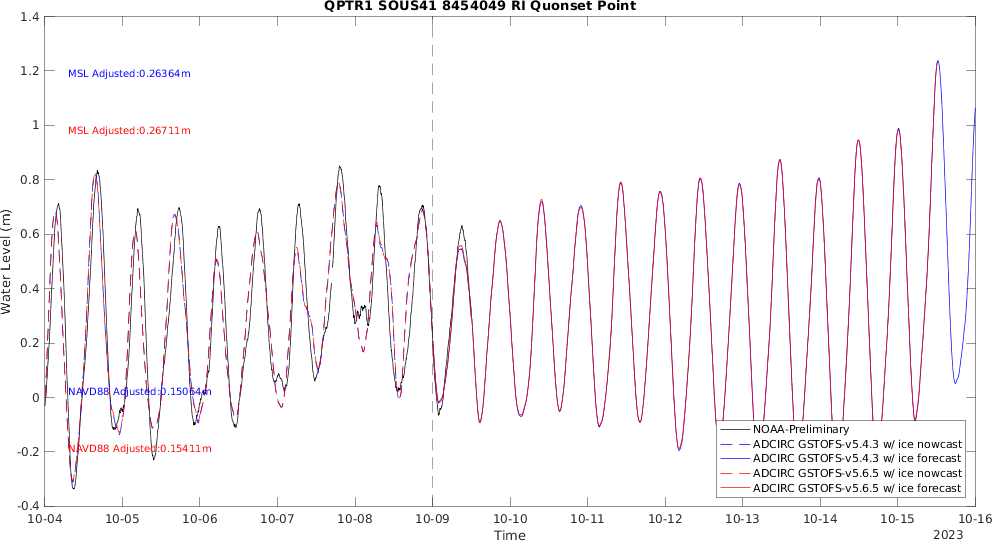 QPTR1 SOUS41 8454049 RI Quonset Point
1.4
1.2
1
0.8
0.6
0.4
0.2
0
-0.2
-0.4
Water Level (m)
MSL Adjusted:0.26364m
MSL Adjusted:0.26711m
NAVD88 Adjusted:0.15064m
NAVD88 Adjusted:0.15411m
NOAA-Preliminary
ADCIRC GSTOFS-v5.4.3 w/ ice nowcast
ADCIRC GSTOFS-v5.4.3 w/ ice forecast
ADCIRC GSTOFS-v5.6.5 w/ ice nowcast
ADCIRC GSTOFS-v5.6.5 w/ ice forecast
10-04 10-05 10-06 10-07 10-08 10-09 10-10 10-11 10-12 10-13 10-14 10-15 10-16
Time
2023